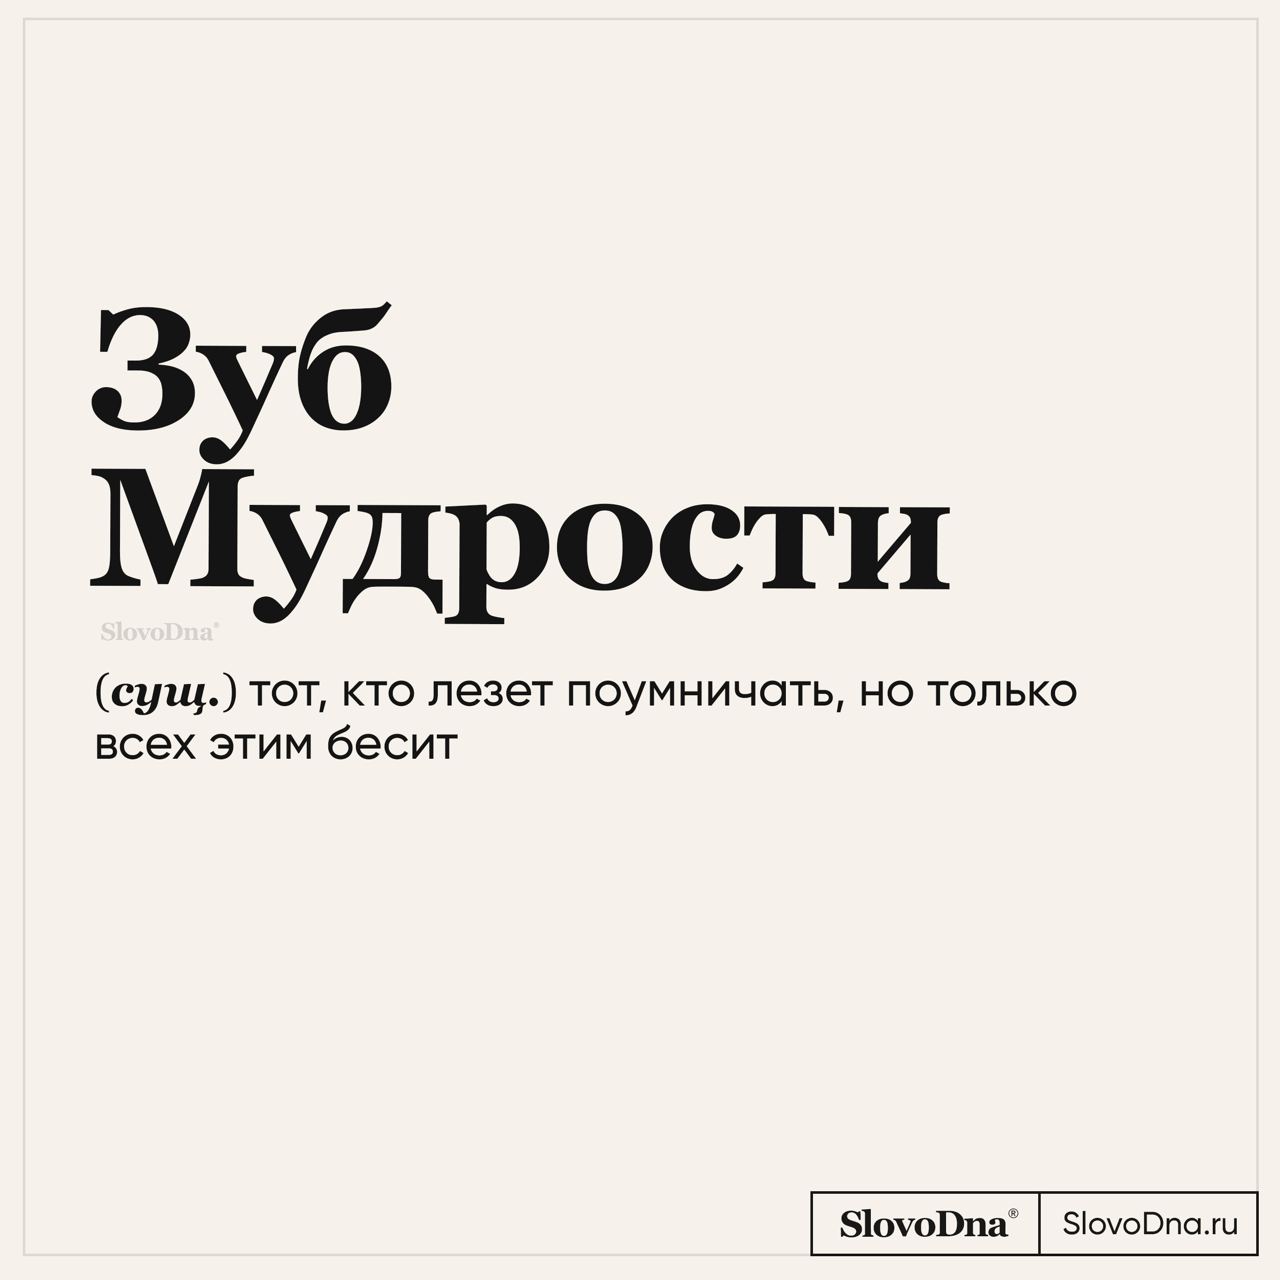 Зуб
Мудрости
SlovoDna®
(сущ.) тот, кто лезет поумничать, но только
всех этим бесит
SlovoDna® SlovoDna.ru